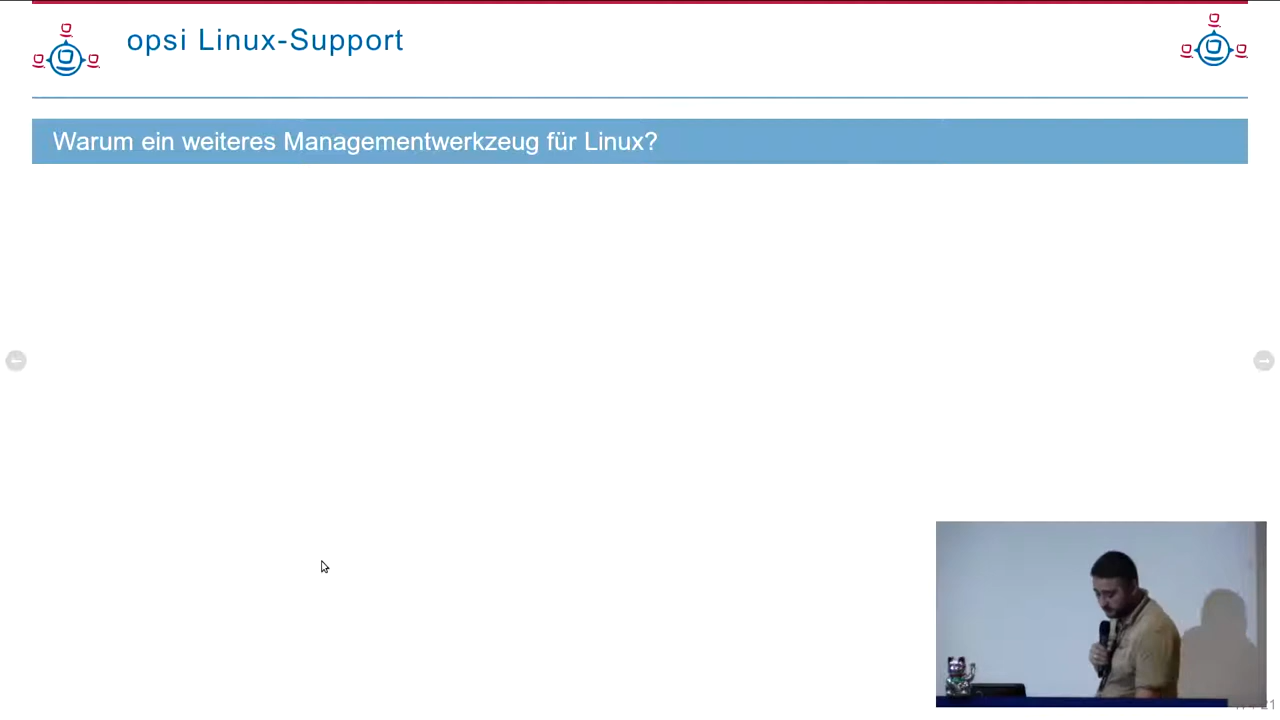 opsi Linux-Support
Warum ein weiteres Managementwerkzeug für Linux?